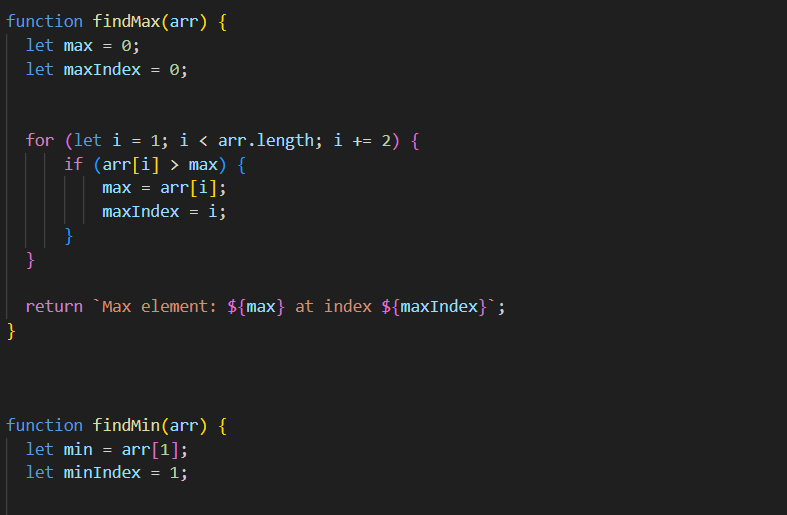 function findMax(arr) {
let max = 0;
let maxIndex = 0;
for (let i = 1; i < arr.length; i += 2) {
if (arr[i] > max) {
max = arr[i];
maxIndex = i;
}
}
return `Max element: ${max} at index ${maxIndex}`;
}
function findMin(arr) {
let min = arr[1];
let minIndex = 1;